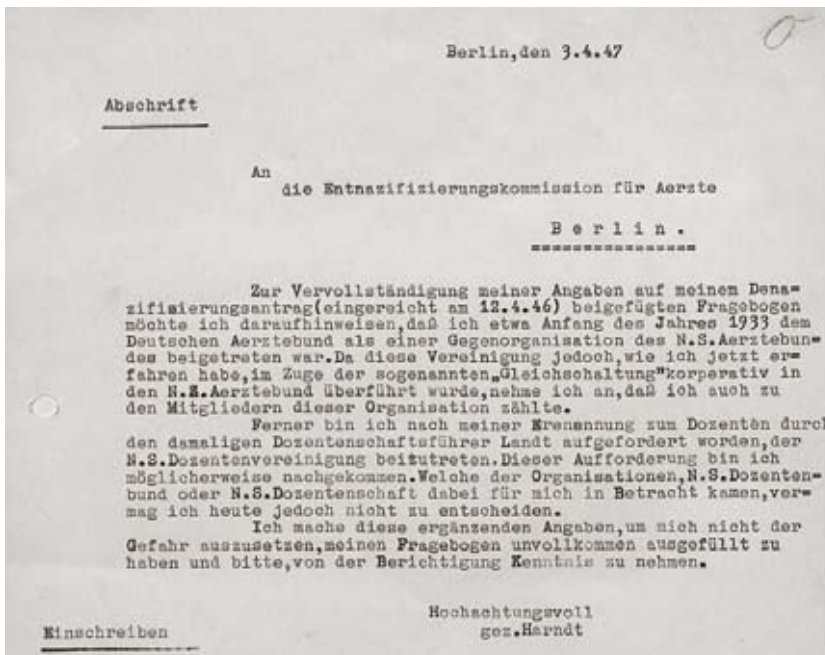 Berlin,den 3.4.47
Abschrift
An
die Entnazifizierungskommission für Aerzte
B e r l i n .
================
Zur Vervollständigung meiner Angaben auf meinem Dena=
zifizierungsantrag(eingereicht am 12.4.46) beigefügten Fragebogen
möchte ich daraufhinweisen,daß ich etwa Anfang des Jahres 1933 dem
Deutschen Aerztebund als einer Gegenorganisation des N.S.Aerztebun=
des beigetreten war.Da diese Vereinigung jedoch,wie ich jetzt er=
fahren habe,im Zuge der sogenannten„Gleichschaltung"korperativ in
den N.S.Aerztebund überführt wurde,nehme ich an,daß ich auch zu
den Mitgliedern dieser Organisation zählte.
Ferner bin ich nach meiner Erenennung zum Dozenten durch
den damaligen Dozentenschaftsführer Landt aufgefordert worden,der
N.S.Dozentenvereinigung beizutreten.Dieser Aufforderung bin ich
möglicherweise nachgekommen.Welche der Organisationen,N.S.Dozenten=
bund oder N.S.Dozentenschaft dabei für mich in Betracht kamen,ver=
mag ich heute jedoch nicht zu entscheiden.
Ich mache diese ergänzenden Angaben,um mich nicht der
Gefahr auszusetzen,meinen Fragebogen unvollkommen ausgefüllt zu
haben und bitte,von der Berichtigung Kenntnis zu nehmen.
Hochachtungsvoll
gez.Harndt
Einschreiben